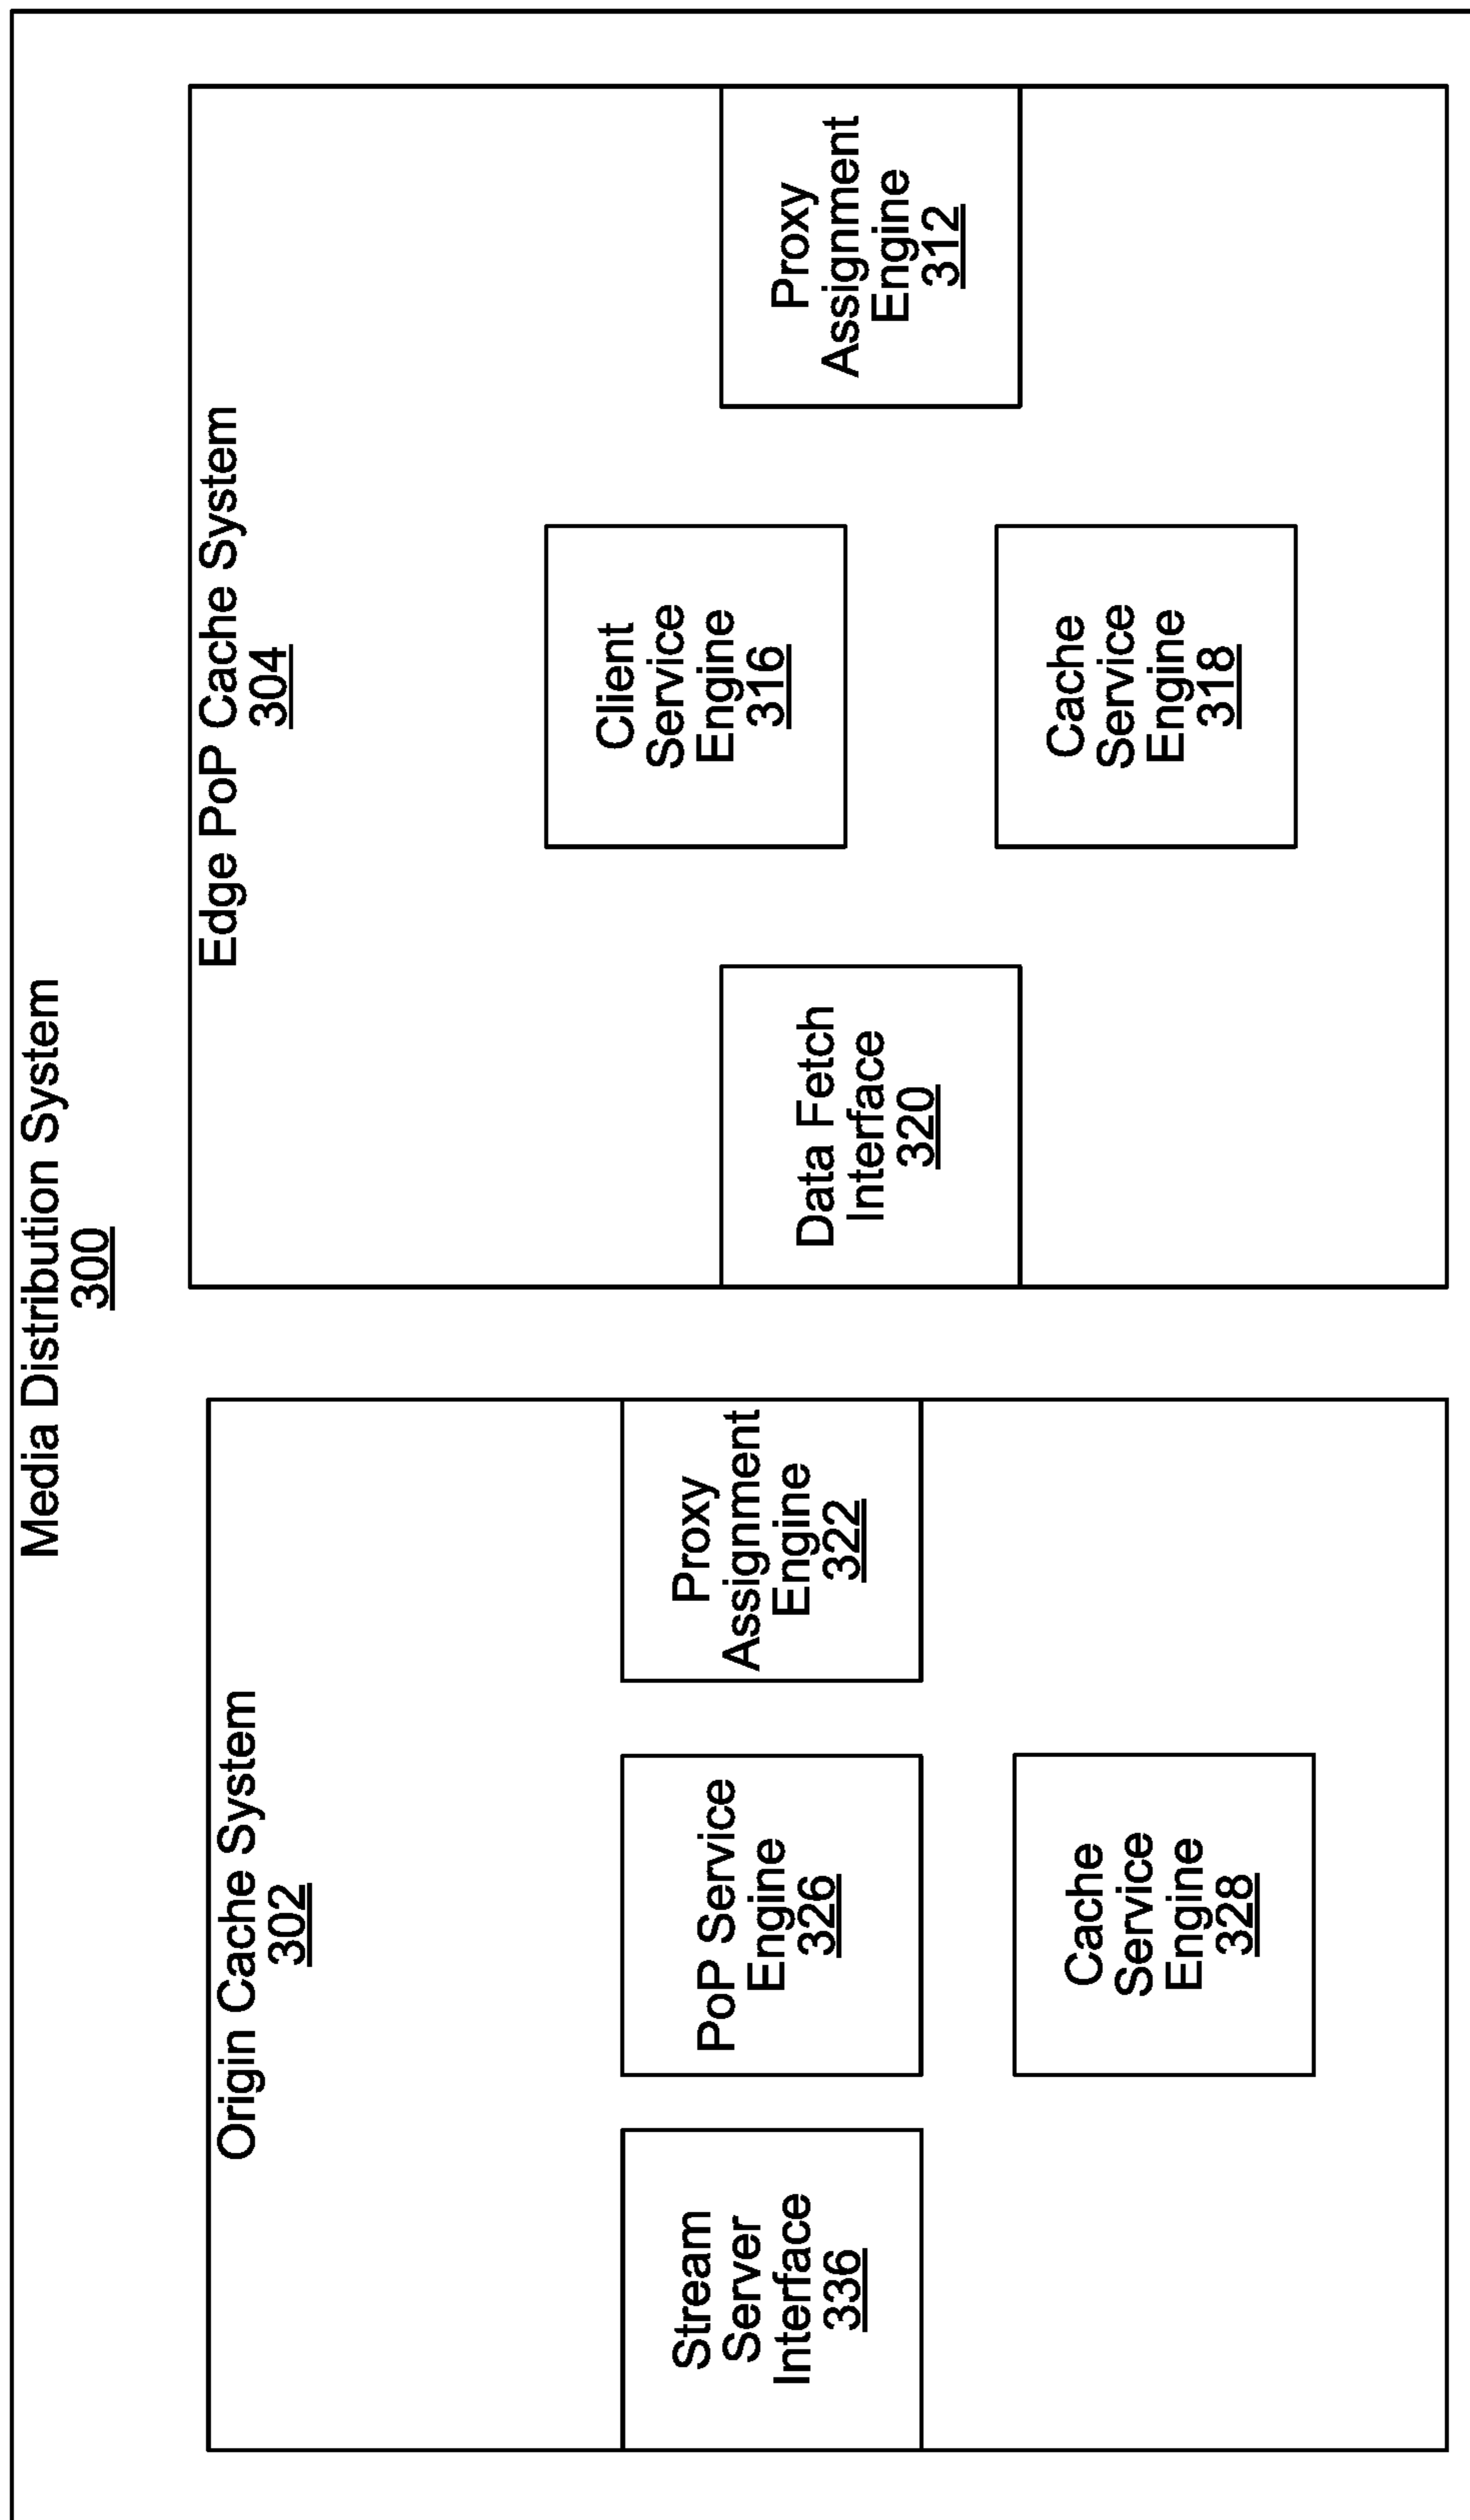 Media Distribution System
300
Origin Cache System
302
Stream
Server
Interface
336
PoP Service
Engine
326
Proxy
Assignment
Engine
322
Cache
Service
Engine
328
Edge PoP Cache System
304
Data Fetch
Interface
320
Client
Service
Engine
316
Proxy
Assignment
Engine
312
Cache
Service
Engine
318